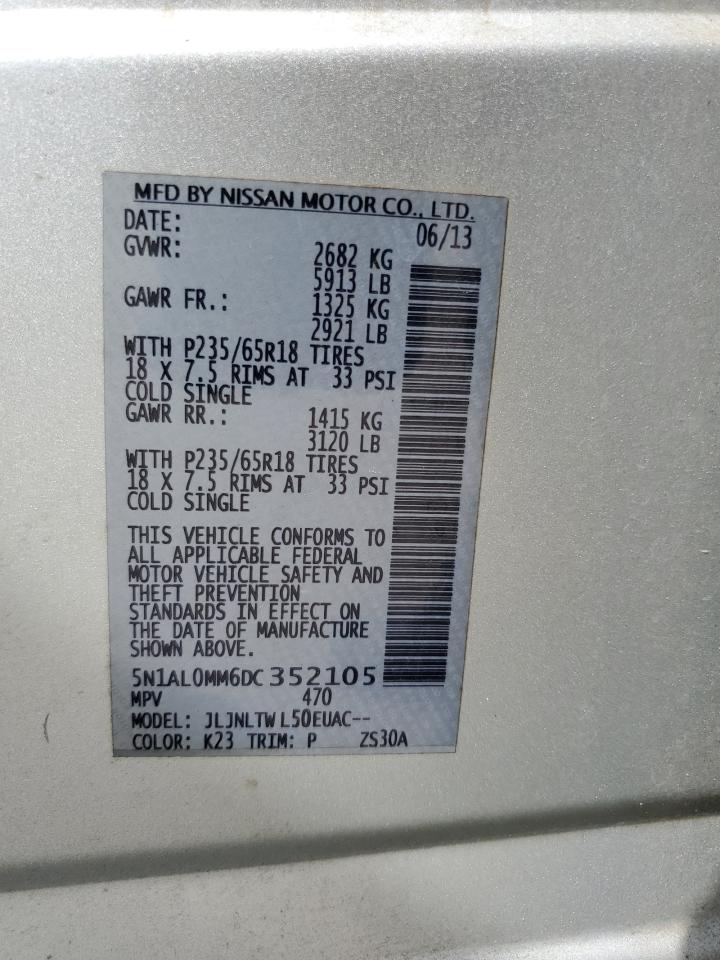 MFD BY NISSAN MOTOR CO., LTD.
DATE: 06/13
GVWR: 2682 KG
5913 LB
GAWR FR.: 1325 KG
2921 LB
WITH P235/65R18 TIRES
18 X 7.5 RIMS AT 33 PSI
COLD SINGLE
GAWR RR.: 1415 KG
3120 LB
WITH P235/65R18 TIRES
18 X 7.5 RIMS AT 33 PSI
COLD SINGLE
THIS VEHICLE CONFORMS TO
ALL APPLICABLE FEDERAL
MOTOR VEHICLE SAFETY AND
THEFT PREVENTION
STANDARDS IN EFFECT ON
THE DATE OF MANUFACTURE
SHOWN ABOVE.
5N1AL0MM6DC352105
MPV 470
MODEL: JLJNLTWL50EUAC--
COLOR: K23 TRIM: P ZS30A